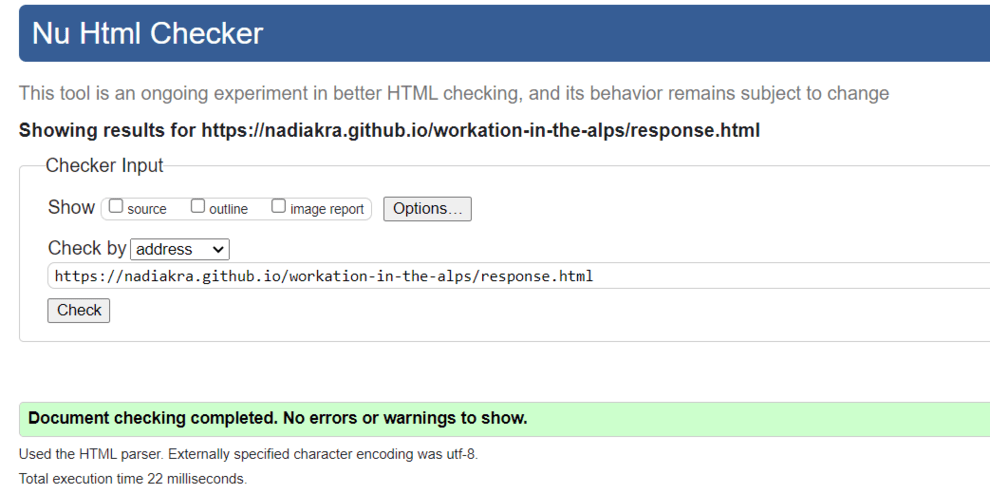 Nu Html Checker
This tool is an ongoing experiment in better HTML checking, and its behavior remains subject to change
Showing results for https://nadiakra.github.io/workation-in-the-alps/response.html
Checker Input
Show source outline image report Options...
Check by address
https://nadiakra.github.io/workation-in-the-alps/response.html
Check
Document checking completed. No errors or warnings to show.
Used the HTML parser. Externally specified character encoding was utf-8.
Total execution time 22 milliseconds.